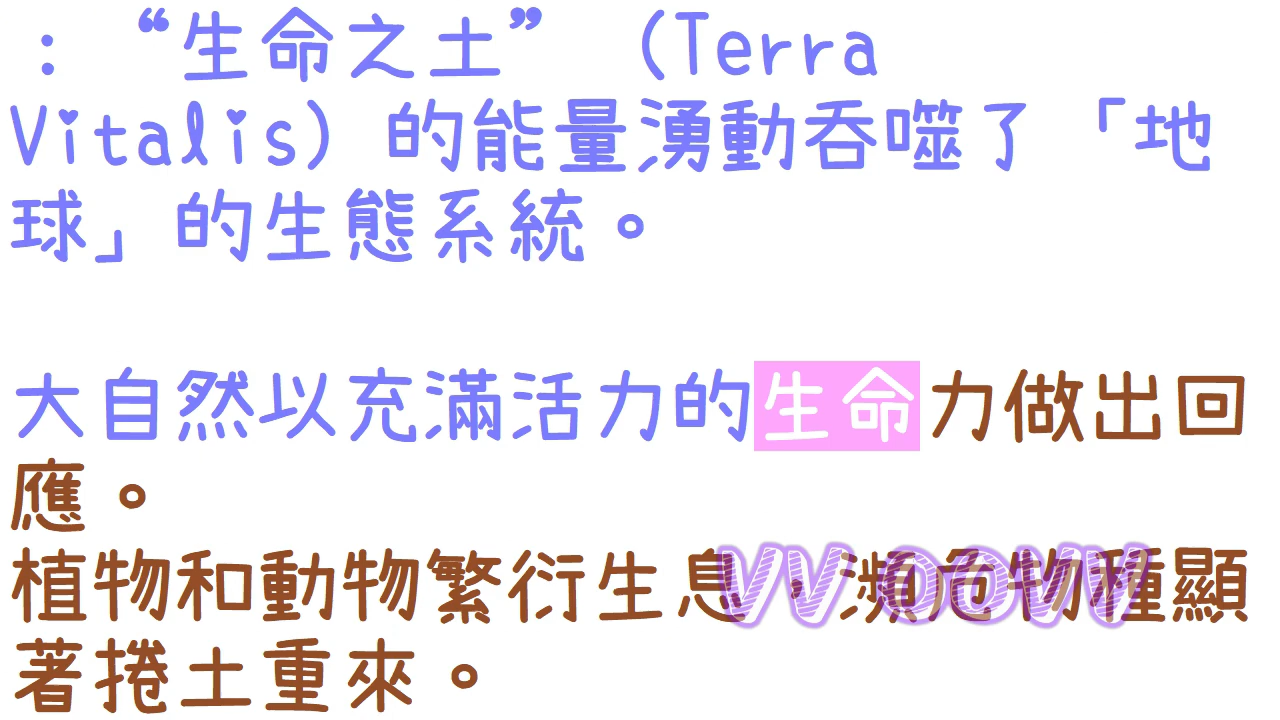 ：“生命之土”（Terra
Vitalis）的能量湧動吞噬了「地
球」的生態系統。
大自然以充滿活力的生命力做出回
應。
植物和動物繁衍生息，瀕危物種顯
著捲土重來。
VV OOVV